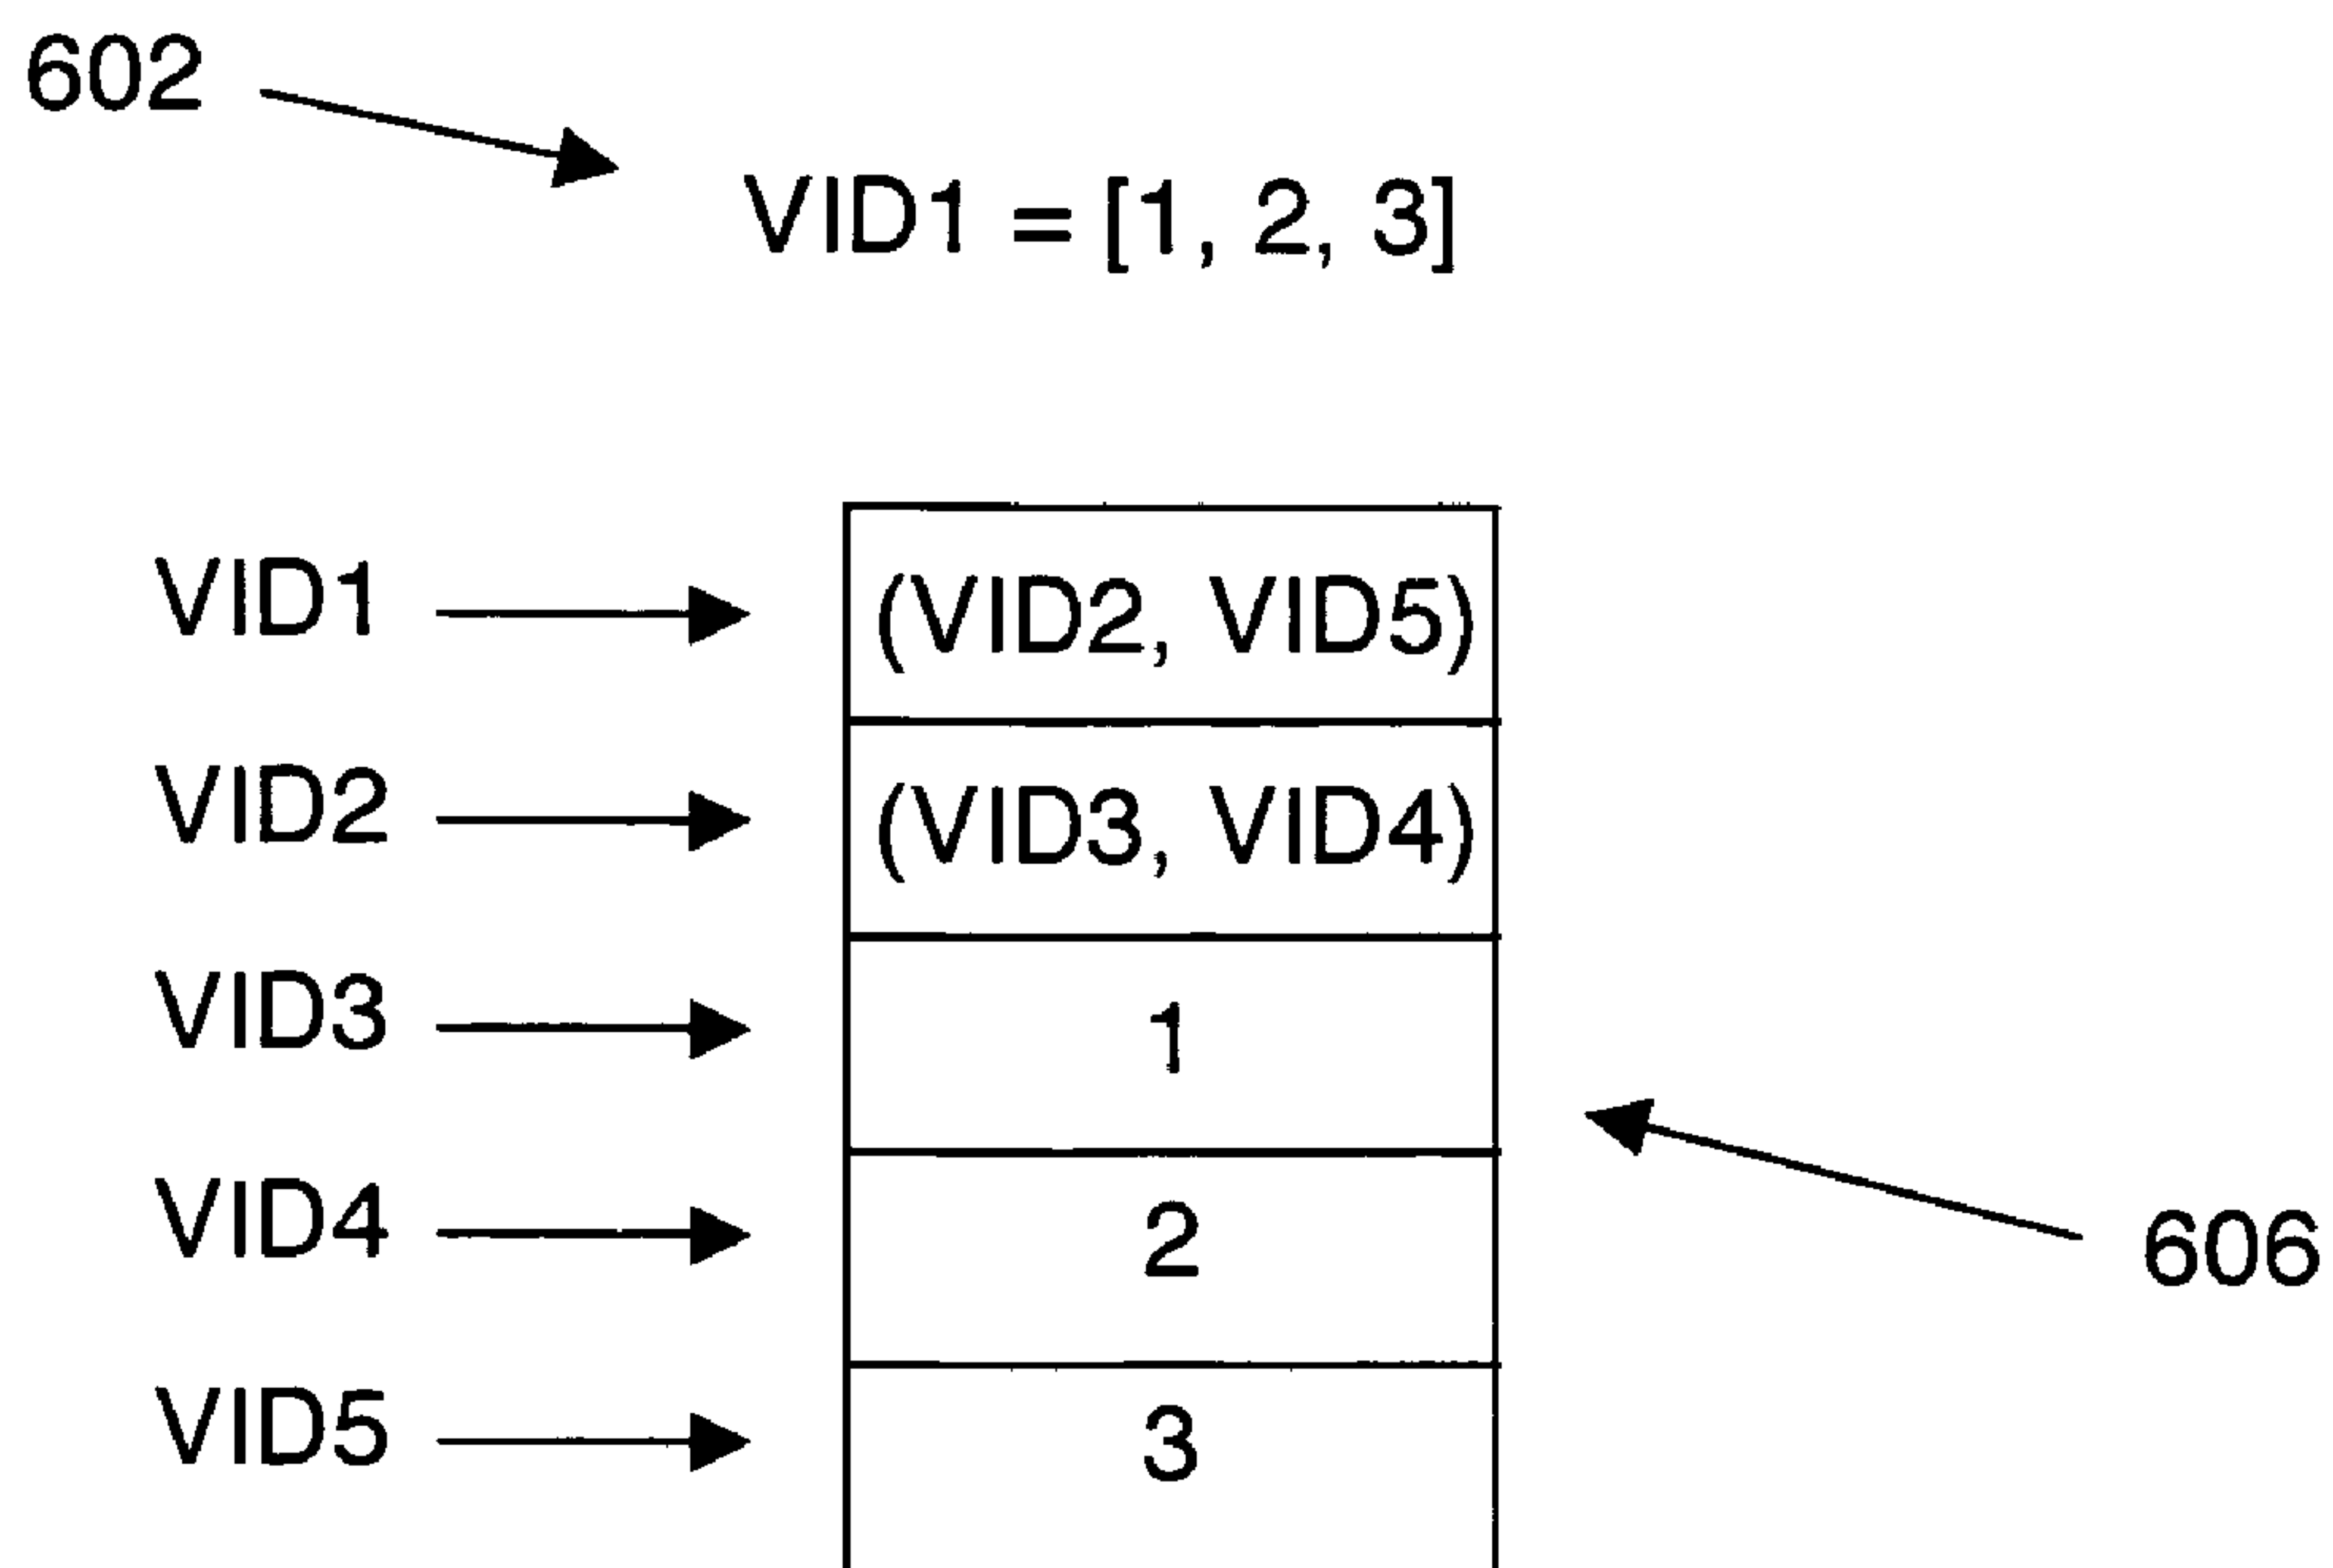 602
VID1 = [1, 2, 3]
VID1 (VID2, VID5)
VID2 (VID3, VID4)
VID3 1
VID4 2
606
VID5 3